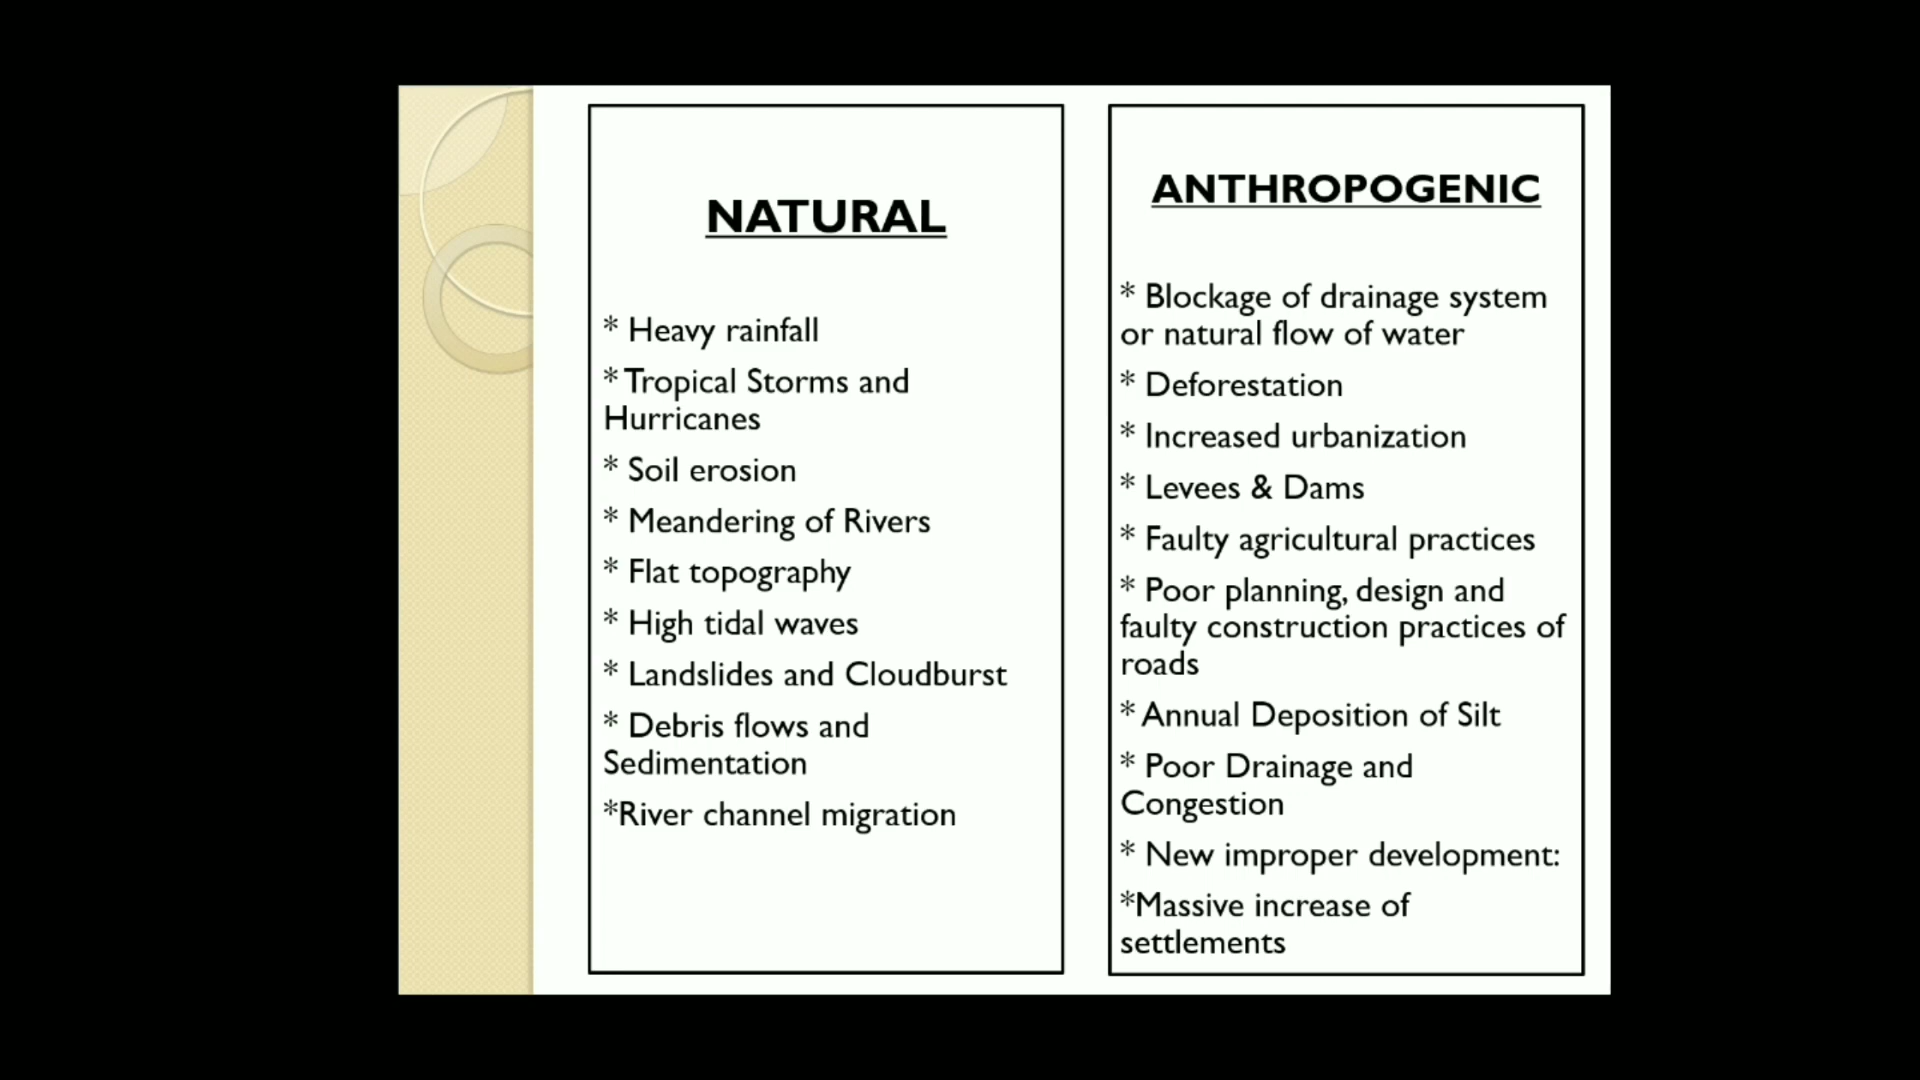 NATURAL
* Heavy rainfall
* Tropical Storms and
Hurricanes
* Soil erosion
* Meandering of Rivers
* Flat topography
* High tidal waves
* Landslides and Cloudburst
* Debris flows and
Sedimentation
*River channel migration
ANTHROPOGENIC
* Blockage of drainage system
or natural flow of water
* Deforestation
* Increased urbanization
* Levees & Dams
* Faulty agricultural practices
* Poor planning, design and
faulty construction practices of
roads
* Annual Deposition of Silt
* Poor Drainage and
Congestion
* New improper development:
*Massive increase of
settlements